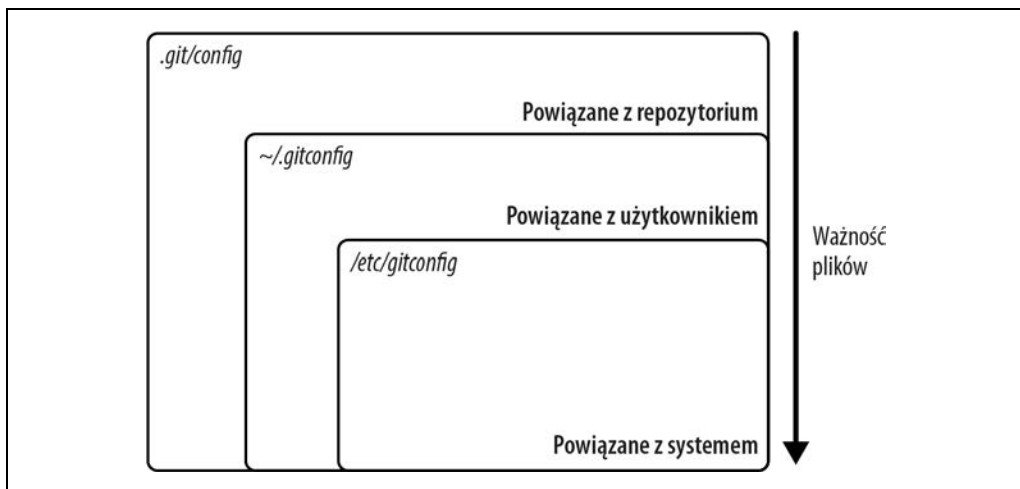 .git/config
Powiązane z repozytorium
~/.gitconfig
Powiązane z użytkownikiem
/etc/gitconfig
Powiązane z systemem
Ważność
plików